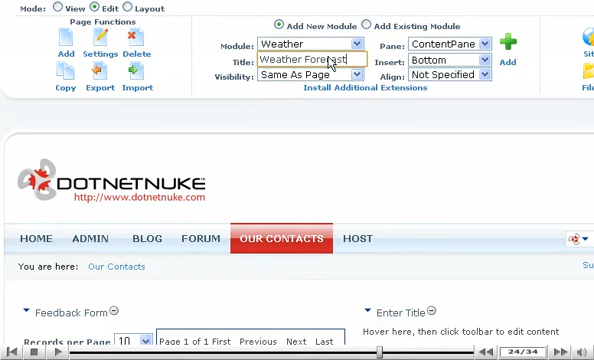 Mode: View Edit Layout
Page Functions
Add Settings Delete
Copy Export Import
Add New Module Add Existing Module
Module: Weather Pane: ContentPane
Title: Weather Forecast Insert: Bottom Add
Visibility: Same As Page Align: Not Specified
Install Additional Extensions
DOTNETNUKE
http://www.dotnetnuke.com
HOME ADMIN BLOG FORUM OUR CONTACTS HOST
You are here: Our Contacts
Feedback Form Enter Title
Records per Page 10 Page 1 of 1 First Previous Next Last
Hover here, then click toolbar to edit content
24/34